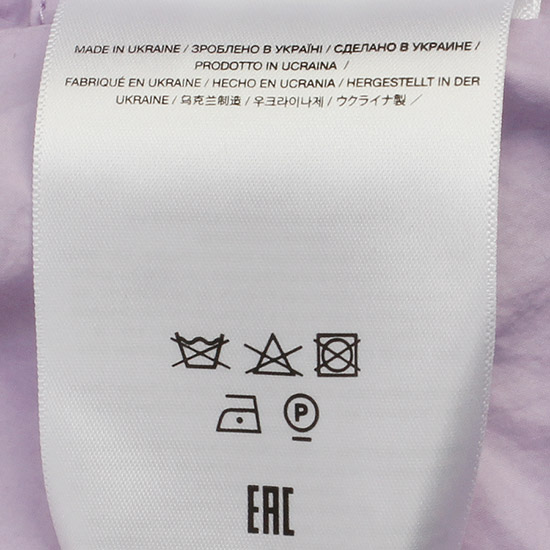 MADE IN UKRAINE / ЗРОБЛЕНО В УКРАЇНІ / СДЕЛАНО В УКРАИНЕ /
PRODOTTO IN UCRAINA /
FABRIQUÉ EN UKRAINE / HECHO EN UCRANIA / HERGESTELLT IN DER
UKRAINE / 乌克兰制造 / 우크라이나제 / ウクライナ製 /
P
EAC